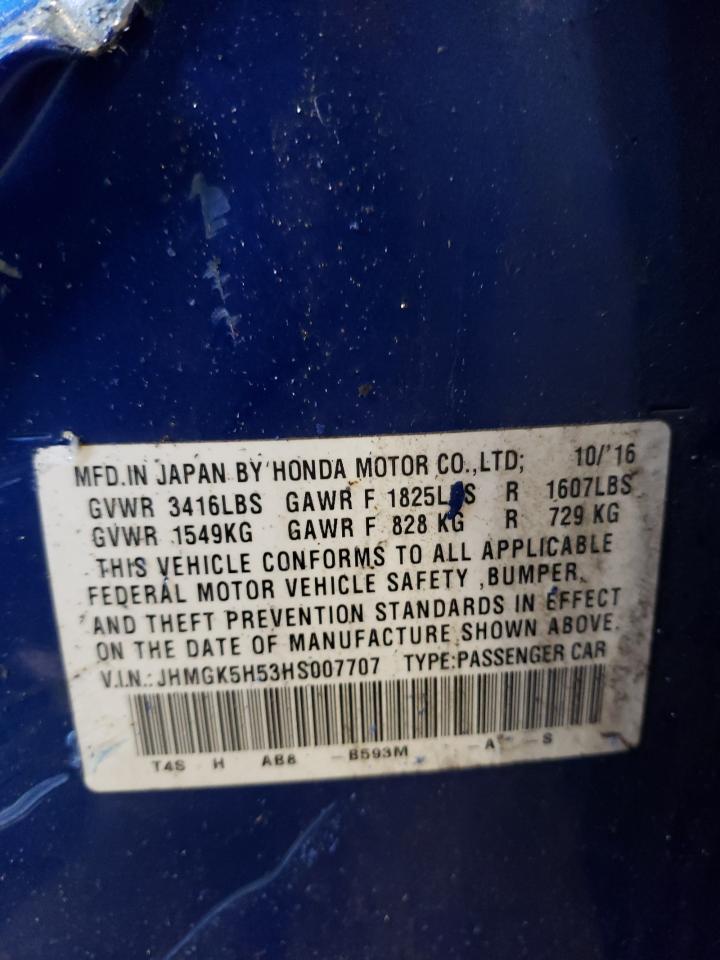 MFD.IN JAPAN BY HONDA MOTOR CO.,LTD; 10/'16
GVWR 3416LBS GAWR F 1825LBS R 1607LBS
GVWR 1549KG GAWR F 828 KG R 729 KG
THIS VEHICLE CONFORMS TO ALL APPLICABLE
FEDERAL MOTOR VEHICLE SAFETY ,BUMPER,
AND THEFT PREVENTION STANDARDS IN EFFECT
ON THE DATE OF MANUFACTURE SHOWN ABOVE.
V.I.N.: JHMGK5H53HS007707 TYPE:PASSENGER CAR
T4S H AB8 -B593M -A -S